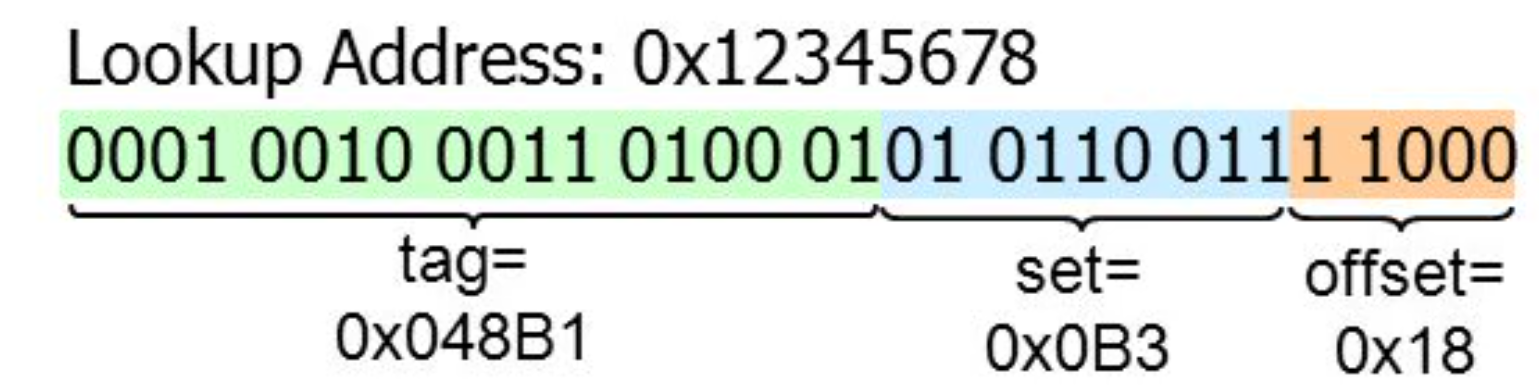 Lookup Address: 0x12345678
0001 0010 0011 0100 0101 0110 0111 1000
tag= set= offset=
0x048B1 0x0B3 0x18